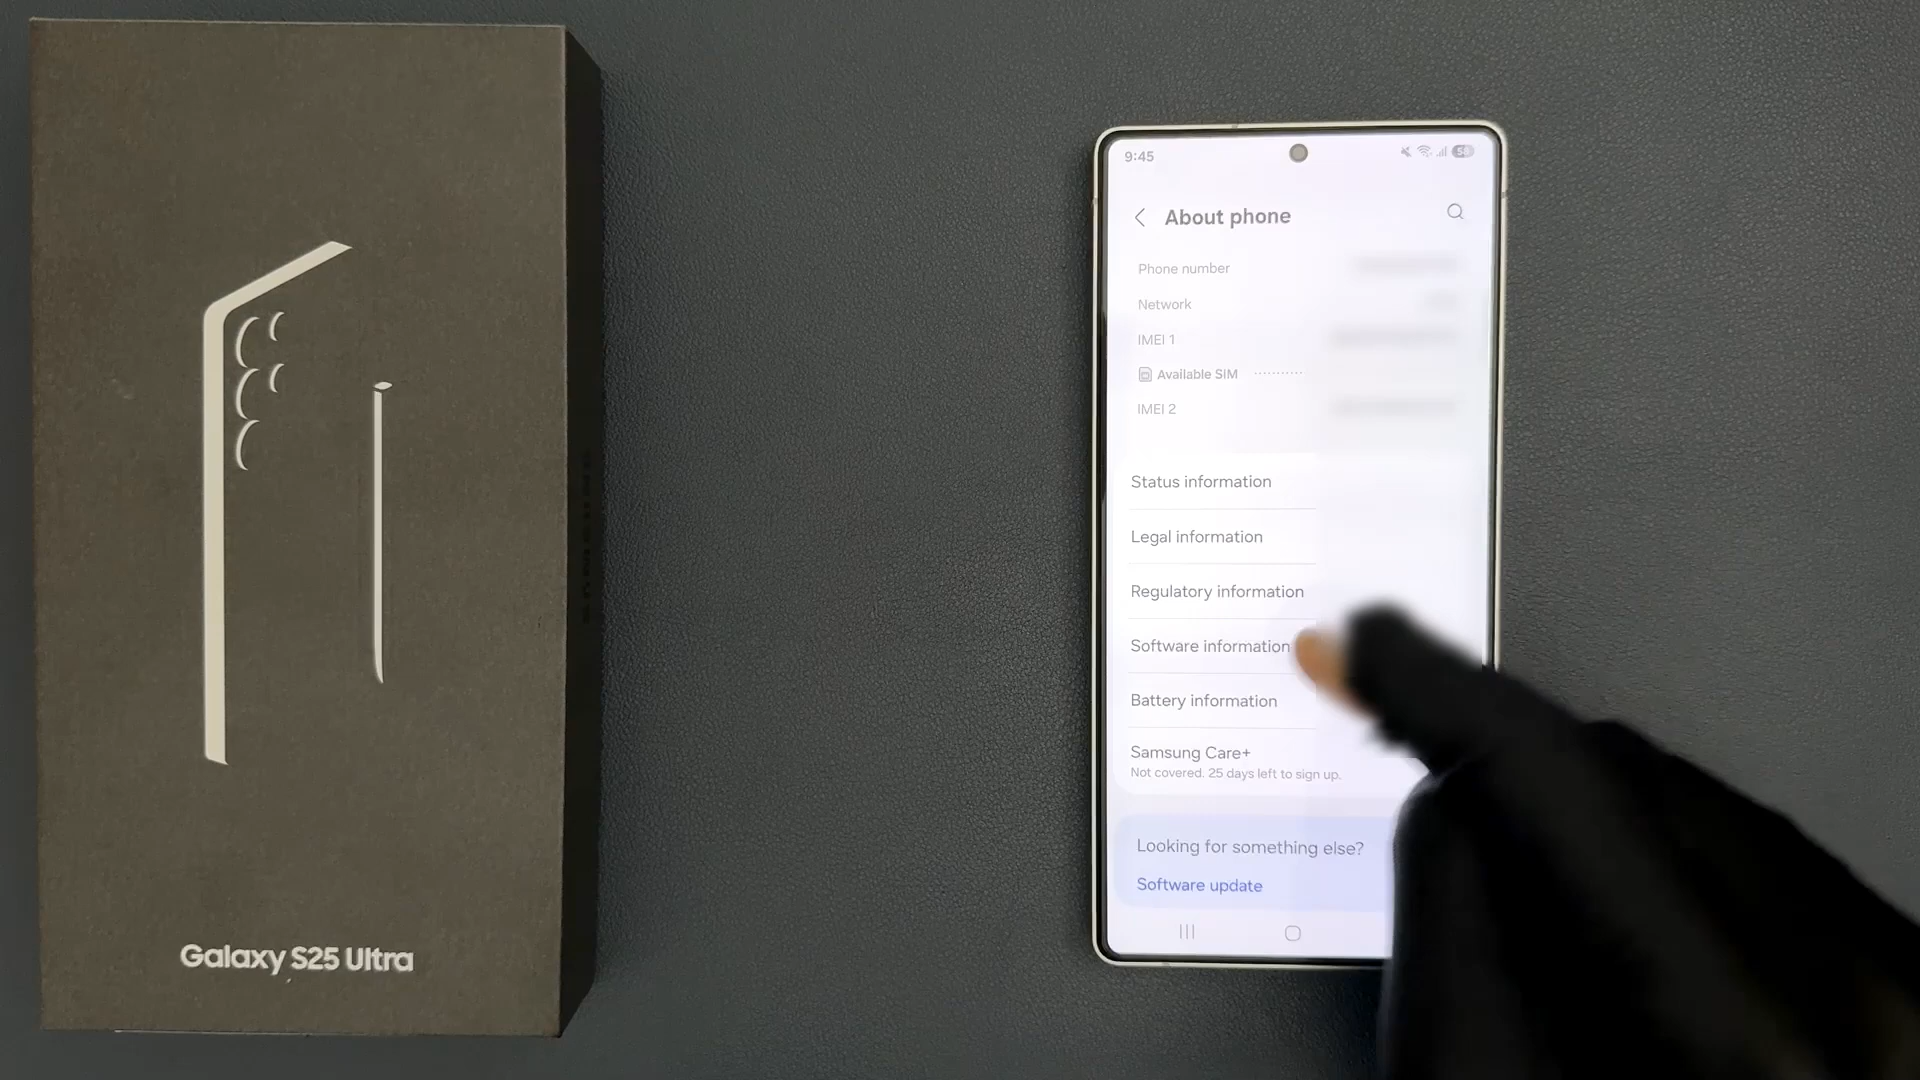 Galaxy S25 Ultra
9:45
About phone
Phone number
Network
IMEI 1
Available SIM
IMEI 2
Status information
Legal information
Regulatory information
Software information
Battery information
Samsung Care+
Not covered. 25 days left to sign up.
Looking for something else?
Software update